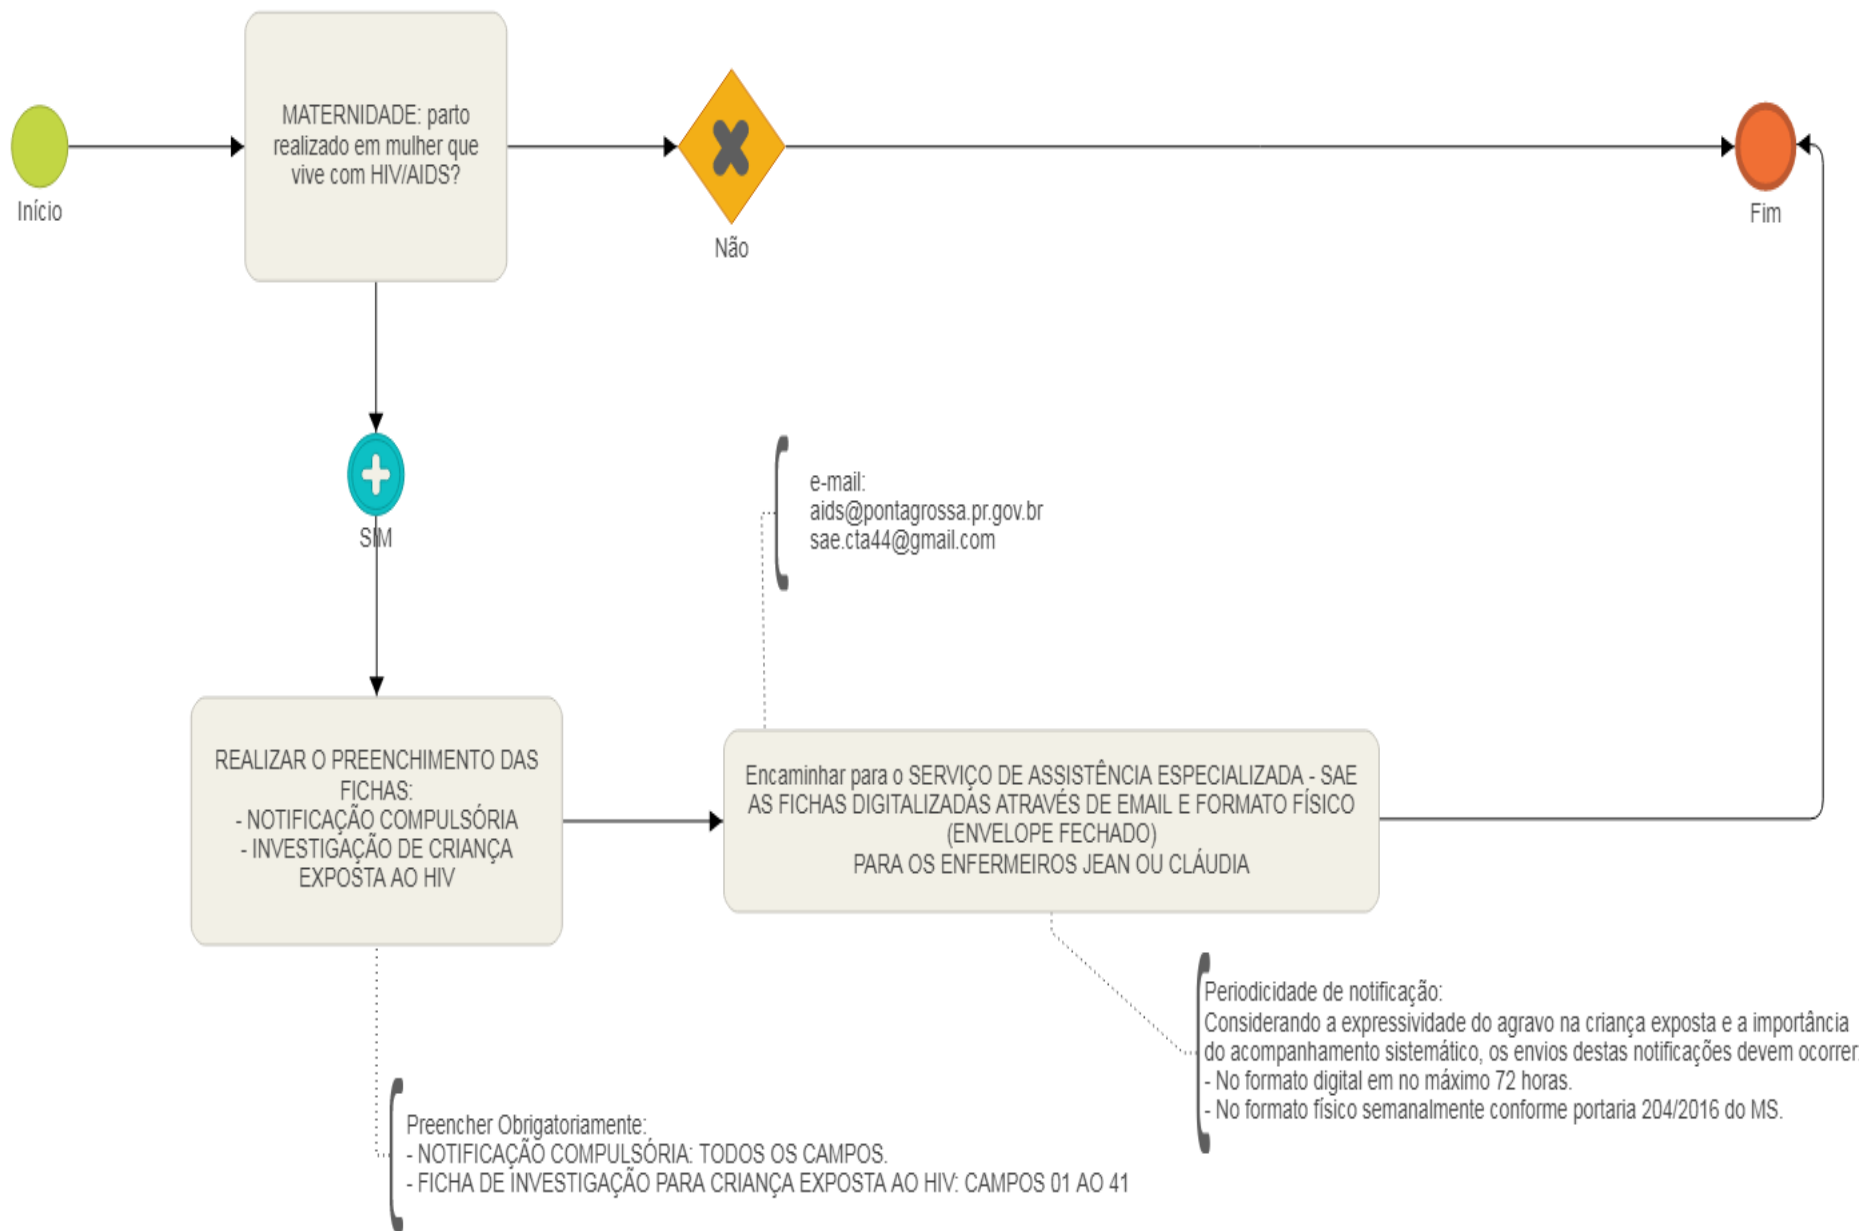 MATERNIDADE: parto
realizado em mulher que
vive com HIV/AIDS?
Início
Não
Fim
SIM
e-mail:
aids@pontagrossa.pr.gov.br
sae.cta44@gmail.com
REALIZAR O PREENCHIMENTO DAS
FICHAS:
- NOTIFICAÇÃO COMPULSÓRIA
- INVESTIGAÇÃO DE CRIANÇA
EXPOSTA AO HIV
Encaminhar para o SERVIÇO DE ASSISTÊNCIA ESPECIALIZADA - SAE
AS FICHAS DIGITALIZADAS ATRAVÉS DE EMAIL E FORMATO FÍSICO
(ENVELOPE FECHADO)
PARA OS ENFERMEIROS JEAN OU CLÁUDIA
Periodicidade de notificação:
Considerando a expressividade do agravo na criança exposta e a importância
do acompanhamento sistemático, os envios destas notificações devem ocorrer
- No formato digital em no máximo 72 horas.
- No formato físico semanalmente conforme portaria 204/2016 do MS.
Preencher Obrigatoriamente:
- NOTIFICAÇÃO COMPULSÓRIA: TODOS OS CAMPOS.
- FICHA DE INVESTIGAÇÃO PARA CRIANÇA EXPOSTA AO HIV: CAMPOS 01 AO 41